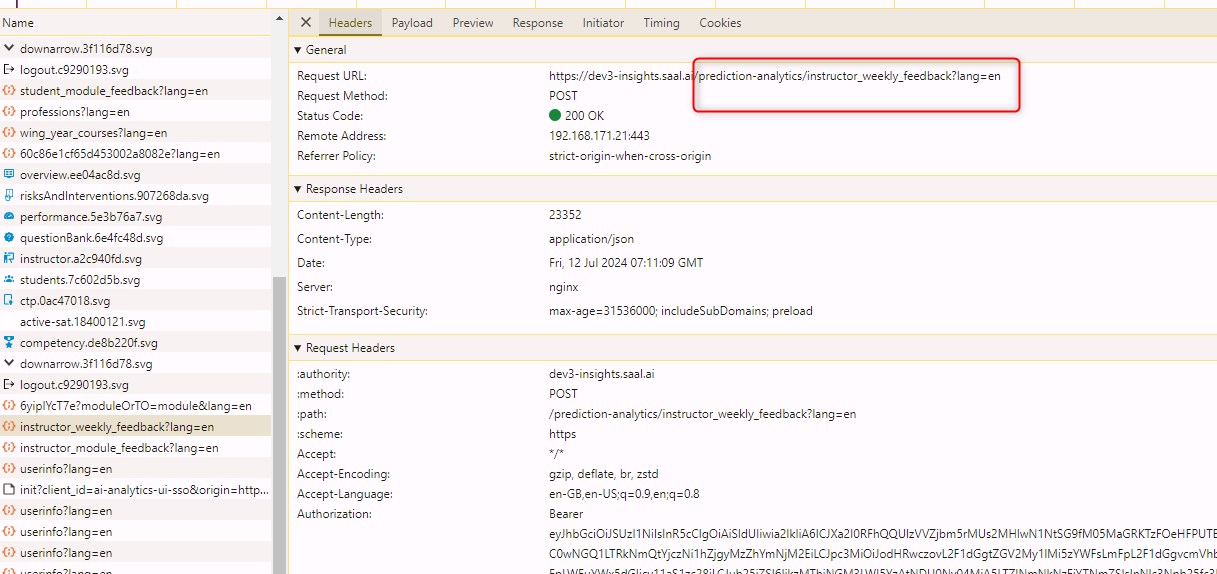 Name
downarrow.3f116d78.svg
logout.c9290193.svg
student_module_feedback?lang=en
professions?lang=en
wing_year_courses?lang=en
60c86e1cf65d453002a8082e?lang=en
overview.ee04ac8d.svg
risksAndInterventions.907268da.svg
performance.5e3b76a7.svg
questionBank.6e4fc48d.svg
instructor.a2c940fd.svg
students.7c602d5b.svg
ctp.0ac47018.svg
active-sat.18400121.svg
competency.de8b220f.svg
downarrow.3f116d78.svg
logout.c9290193.svg
instructor_weekly_feedback?lang=en
instructor_module_feedback?lang=en
userinfo?lang=en
init?client_id=ai-analytics-ui-sso&origin=http...
userinfo?lang=en
userinfo?lang=en
userinfo?lang=en
userinfo?lang=en
Headers Payload Preview Response Initiator Timing Cookies
General
Request URL: https://dev3-insights.saal.ai/prediction-analytics/instructor_weekly_feedback?lang=en
Request Method: POST
Status Code: 200 OK
Remote Address: 192.168.171.21:443
Referrer Policy: strict-origin-when-cross-origin
Response Headers
Content-Length: 23352
Content-Type: application/json
Date: Fri, 12 Jul 2024 07:11:09 GMT
Server: nginx
Strict-Transport-Security: max-age=31536000; includeSubDomains; preload
Request Headers
:authority: dev3-insights.saal.ai
:method: POST
:path: /prediction-analytics/instructor_weekly_feedback?lang=en
:scheme: https
Accept: */*
Accept-Encoding: gzip, deflate, br, zstd
Accept-Language: en-GB,en-US;q=0.9,en;q=0.8
Authorization: Bearer